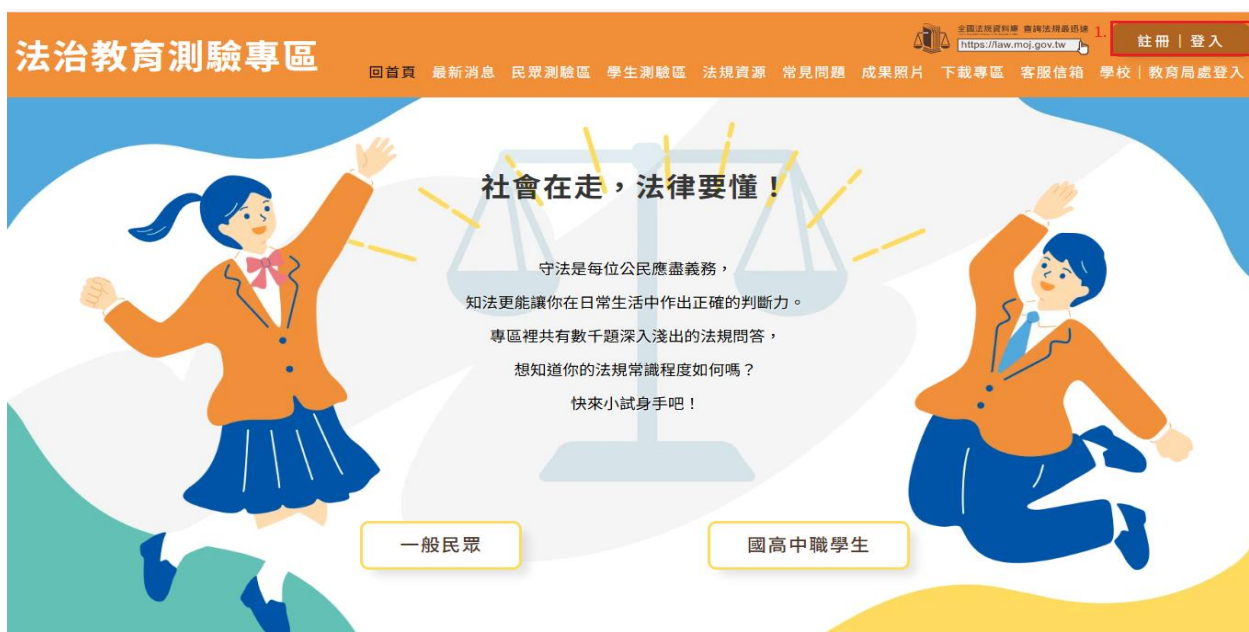 法治教育測驗專區
全國法規資料庫 查詢法規最迅速
https://law.moj.gov.tw
1.
註冊｜登入
回首頁 最新消息 民眾測驗區 學生測驗區 法規資源 常見問題 成果照片 下載專區 客服信箱 學校｜教育局處登入
社會在走，法律要懂！
守法是每位公民應盡義務，
知法更能讓你在日常生活中作出正確的判斷力。
專區裡共有數千題深入淺出的法規問答，
想知道你的法規常識程度如何嗎？
快來小試身手吧！
一般民眾
國高中職學生